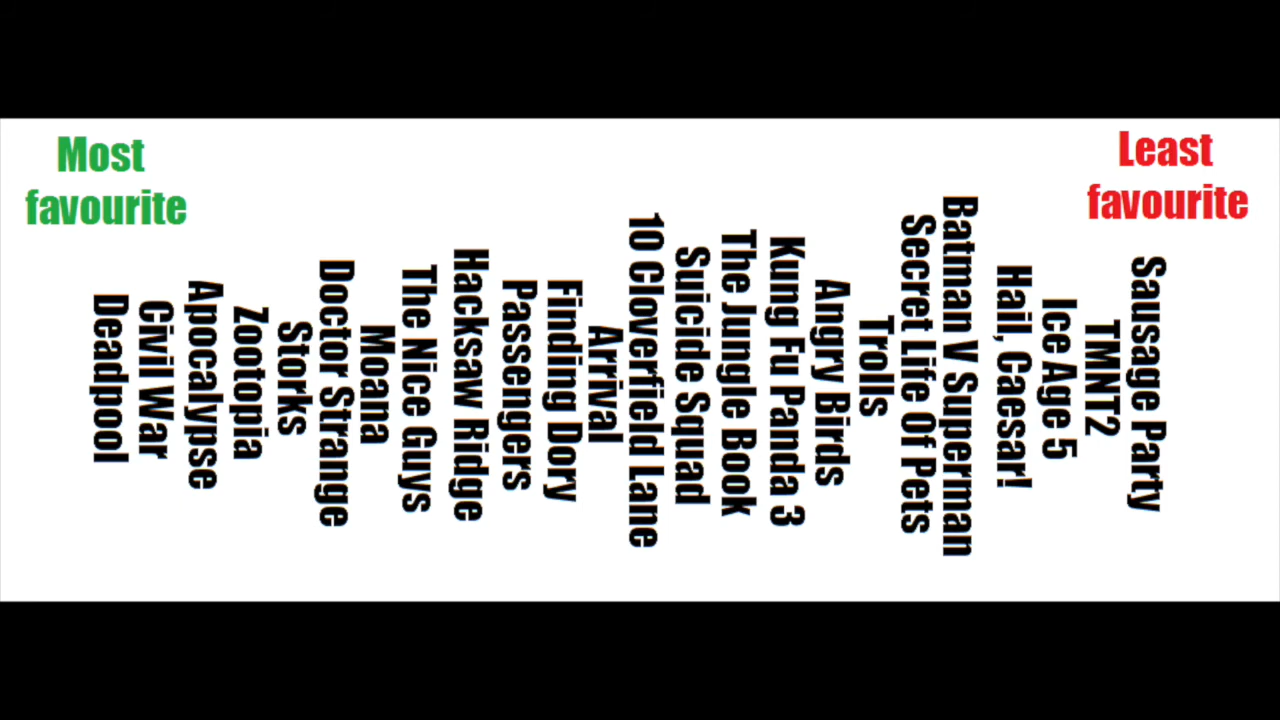 Most
favourite
Least
favourite
Deadpool
Civil War
Apocalypse
Zootopia
Storks
Doctor Strange
Moana
The Nice Guys
Hacksaw Ridge
Passengers
Finding Dory
Arrival
10 Cloverfield Lane
Suicide Squad
The Jungle Book
Kung Fu Panda 3
Angry Birds
Trolls
Secret Life Of Pets
Batman V Superman
Hail, Caesar!
Ice Age 5
TMNT2
Sausage Party